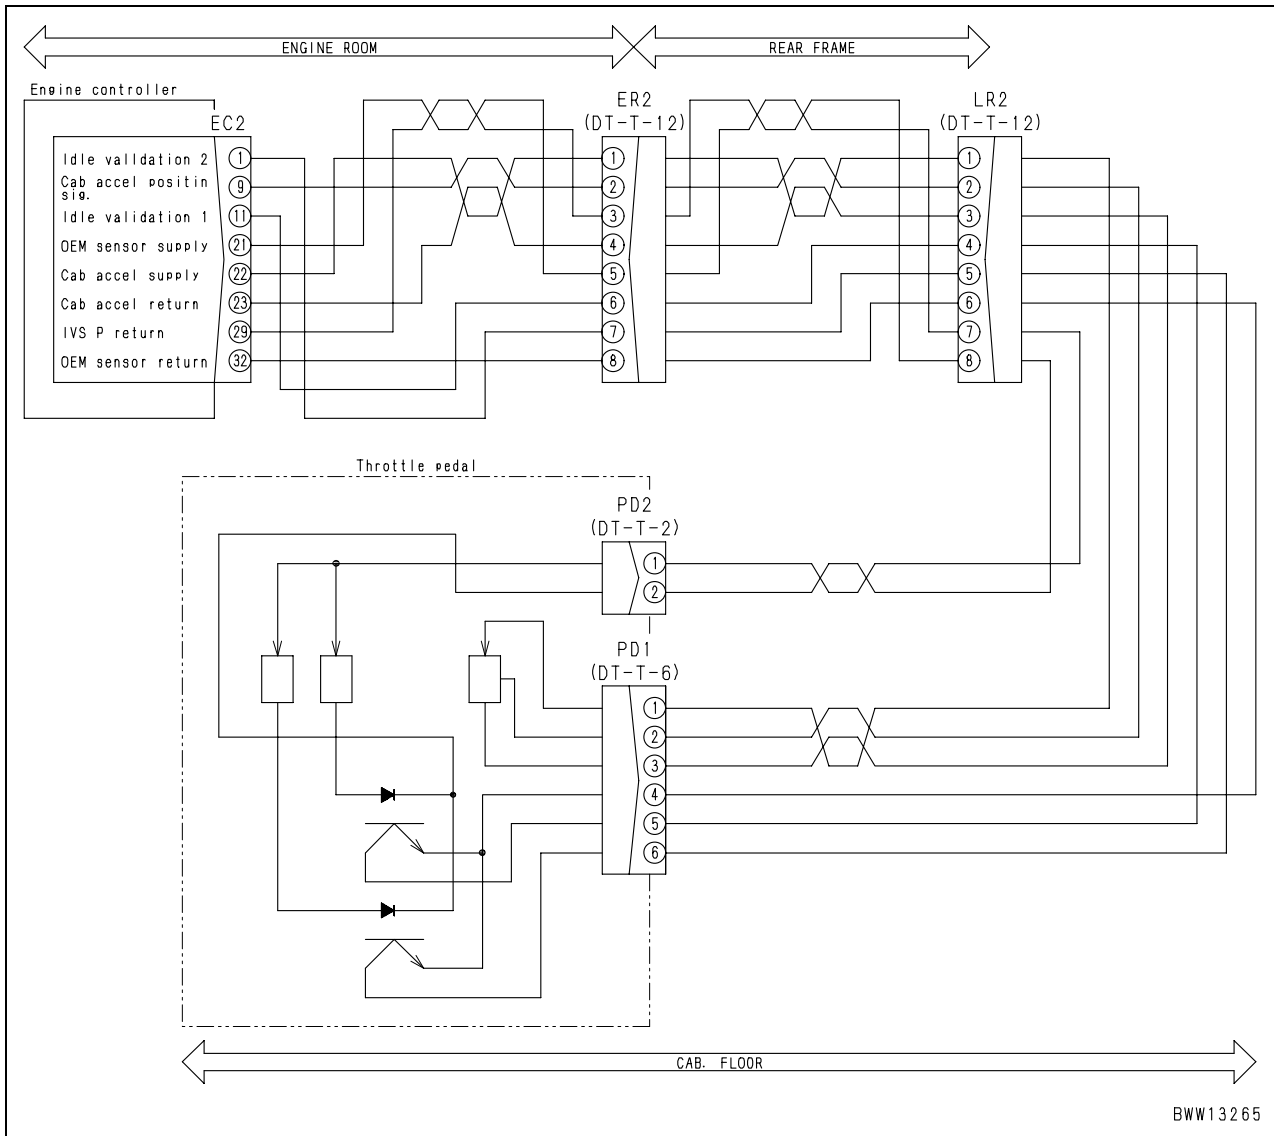 ENGINE ROOM
REAR FRAME
Engine controller
EC2
ER2
(DT-T-12)
LR2
(DT-T-12)
Idle valldation 2
1
Cab accel positin
sig.
9
Idle validation 1
11
OEM sensor supply
21
Cab accel supply
22
Cab accel return
23
IVS P return
29
OEM sensor return
32
1
2
3
4
5
6
7
8
1
2
3
4
5
6
7
8
Throttle pedal
PD2
(DT-T-2)
1
2
PD1
(DT-T-6)
1
2
3
4
5
6
CAB. FLOOR
BWW13265